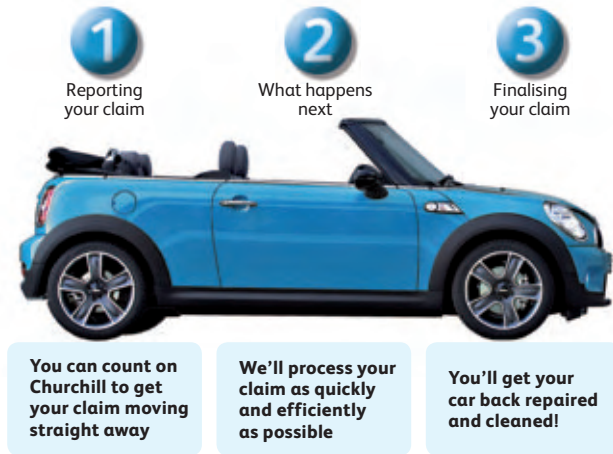 1
Reporting
your claim
2
What happens
next
3
Finalising
your claim
You can count on
Churchill to get
your claim moving
straight away
We'll process your
claim as quickly
and efficiently
as possible
You'll get your
car back repaired
and cleaned!